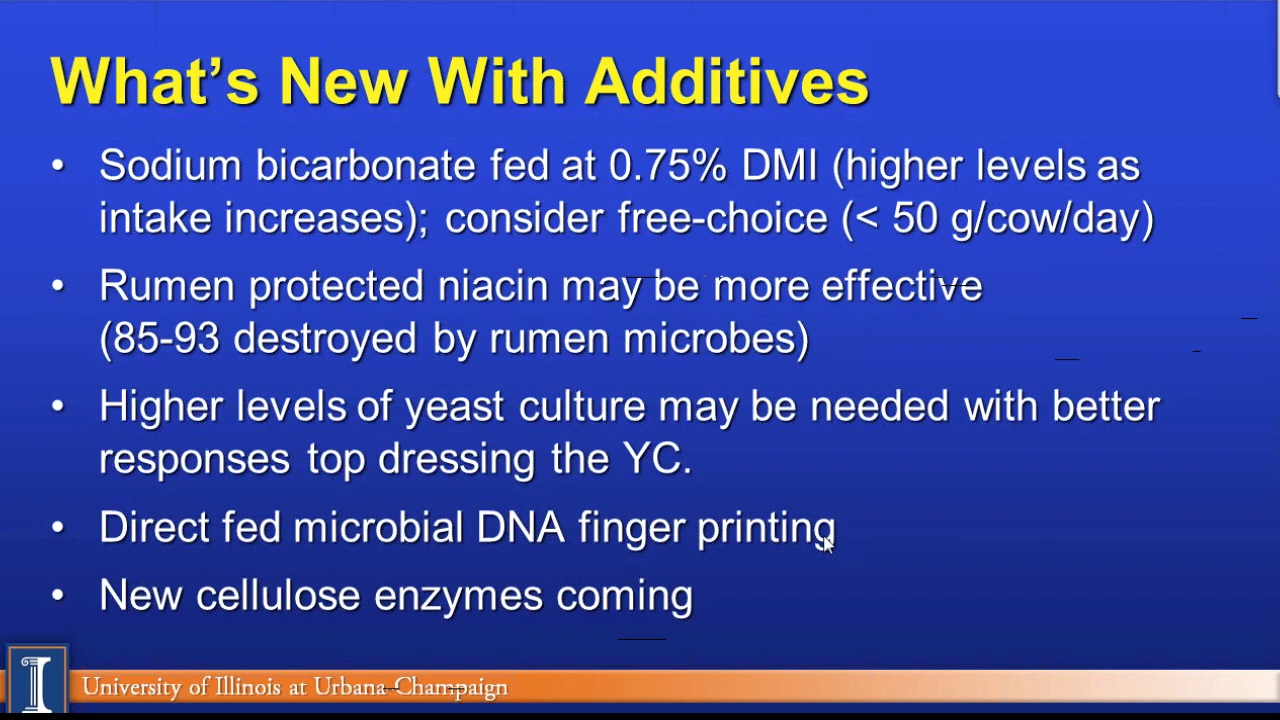 What's New With Additives
• Sodium bicarbonate fed at 0.75% DMI (higher levels as
intake increases); consider free-choice (< 50 g/cow/day)
• Rumen protected niacin may be more effective
(85-93 destroyed by rumen microbes)
• Higher levels of yeast culture may be needed with better
responses top dressing the YC.
• Direct fed microbial DNA finger printing
• New cellulose enzymes coming
I
University of Illinois at Urbana-Champaign